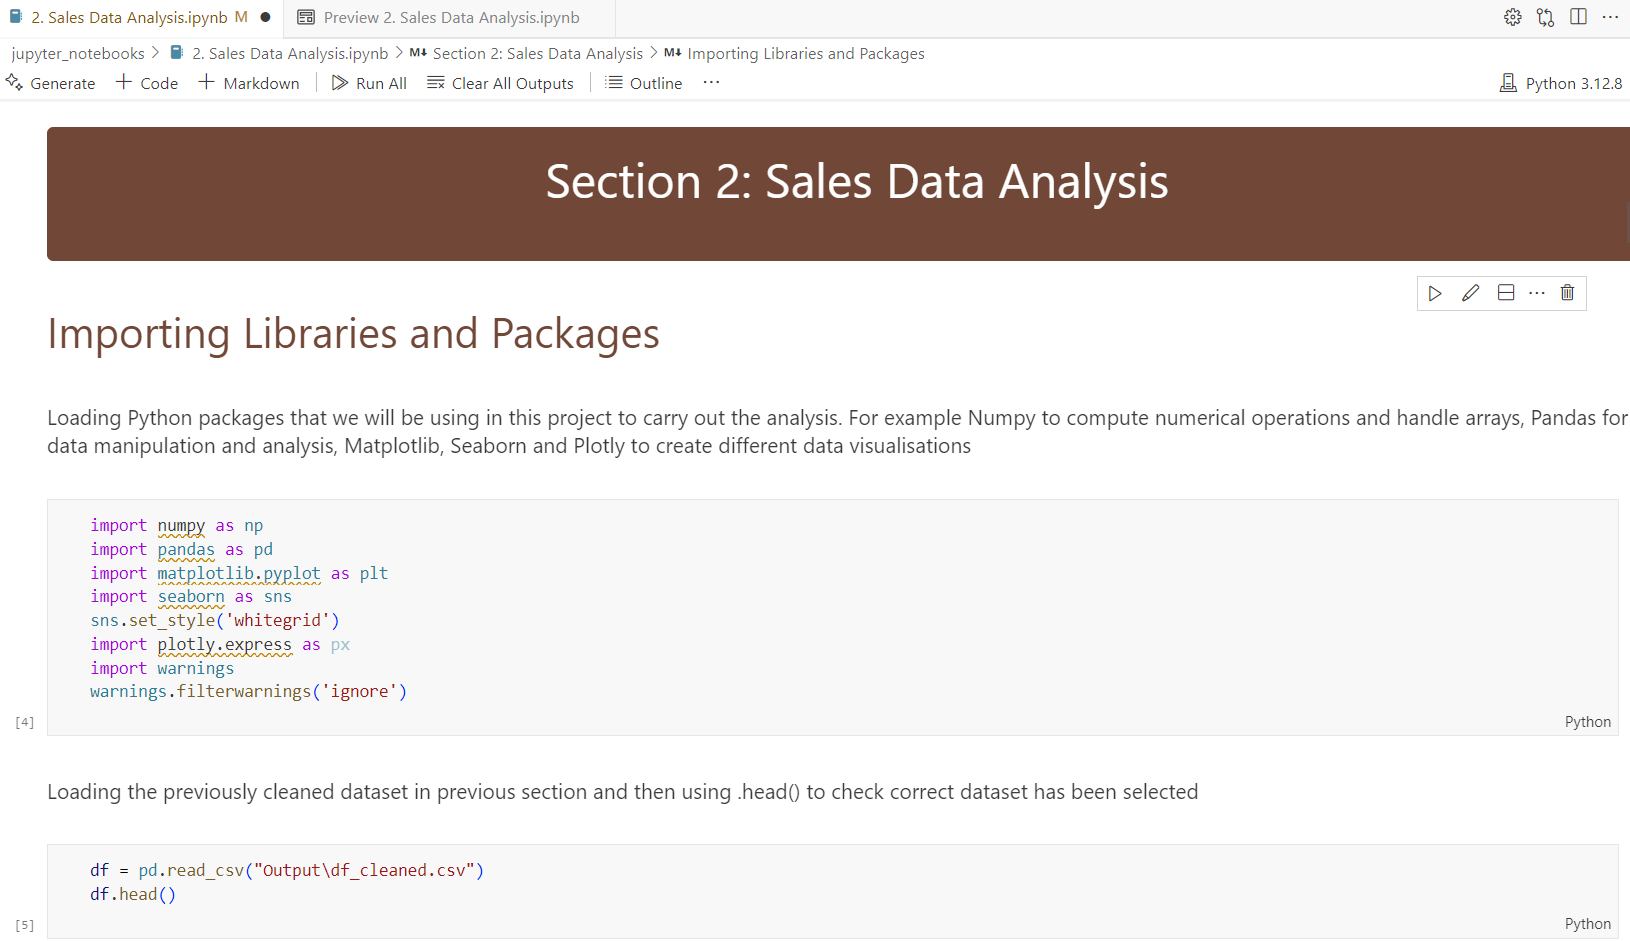 2. Sales Data Analysis.ipynb M
Preview 2. Sales Data Analysis.ipynb
jupyter_notebooks > 2. Sales Data Analysis.ipynb > M↓ Section 2: Sales Data Analysis > M↓ Importing Libraries and Packages
Generate + Code + Markdown Run All Clear All Outputs Outline ··· Python 3.12.8
Section 2: Sales Data Analysis
Importing Libraries and Packages
Loading Python packages that we will be using in this project to carry out the analysis. For example Numpy to compute numerical operations and handle arrays, Pandas for
data manipulation and analysis, Matplotlib, Seaborn and Plotly to create different data visualisations
import numpy as np
import pandas as pd
import matplotlib.pyplot as plt
import seaborn as sns
sns.set_style('whitegrid')
import plotly.express as px
import warnings
warnings.filterwarnings('ignore')
[4] Python
Loading the previously cleaned dataset in previous section and then using .head() to check correct dataset has been selected
df = pd.read_csv("Output\df_cleaned.csv")
df.head()
[5] Python